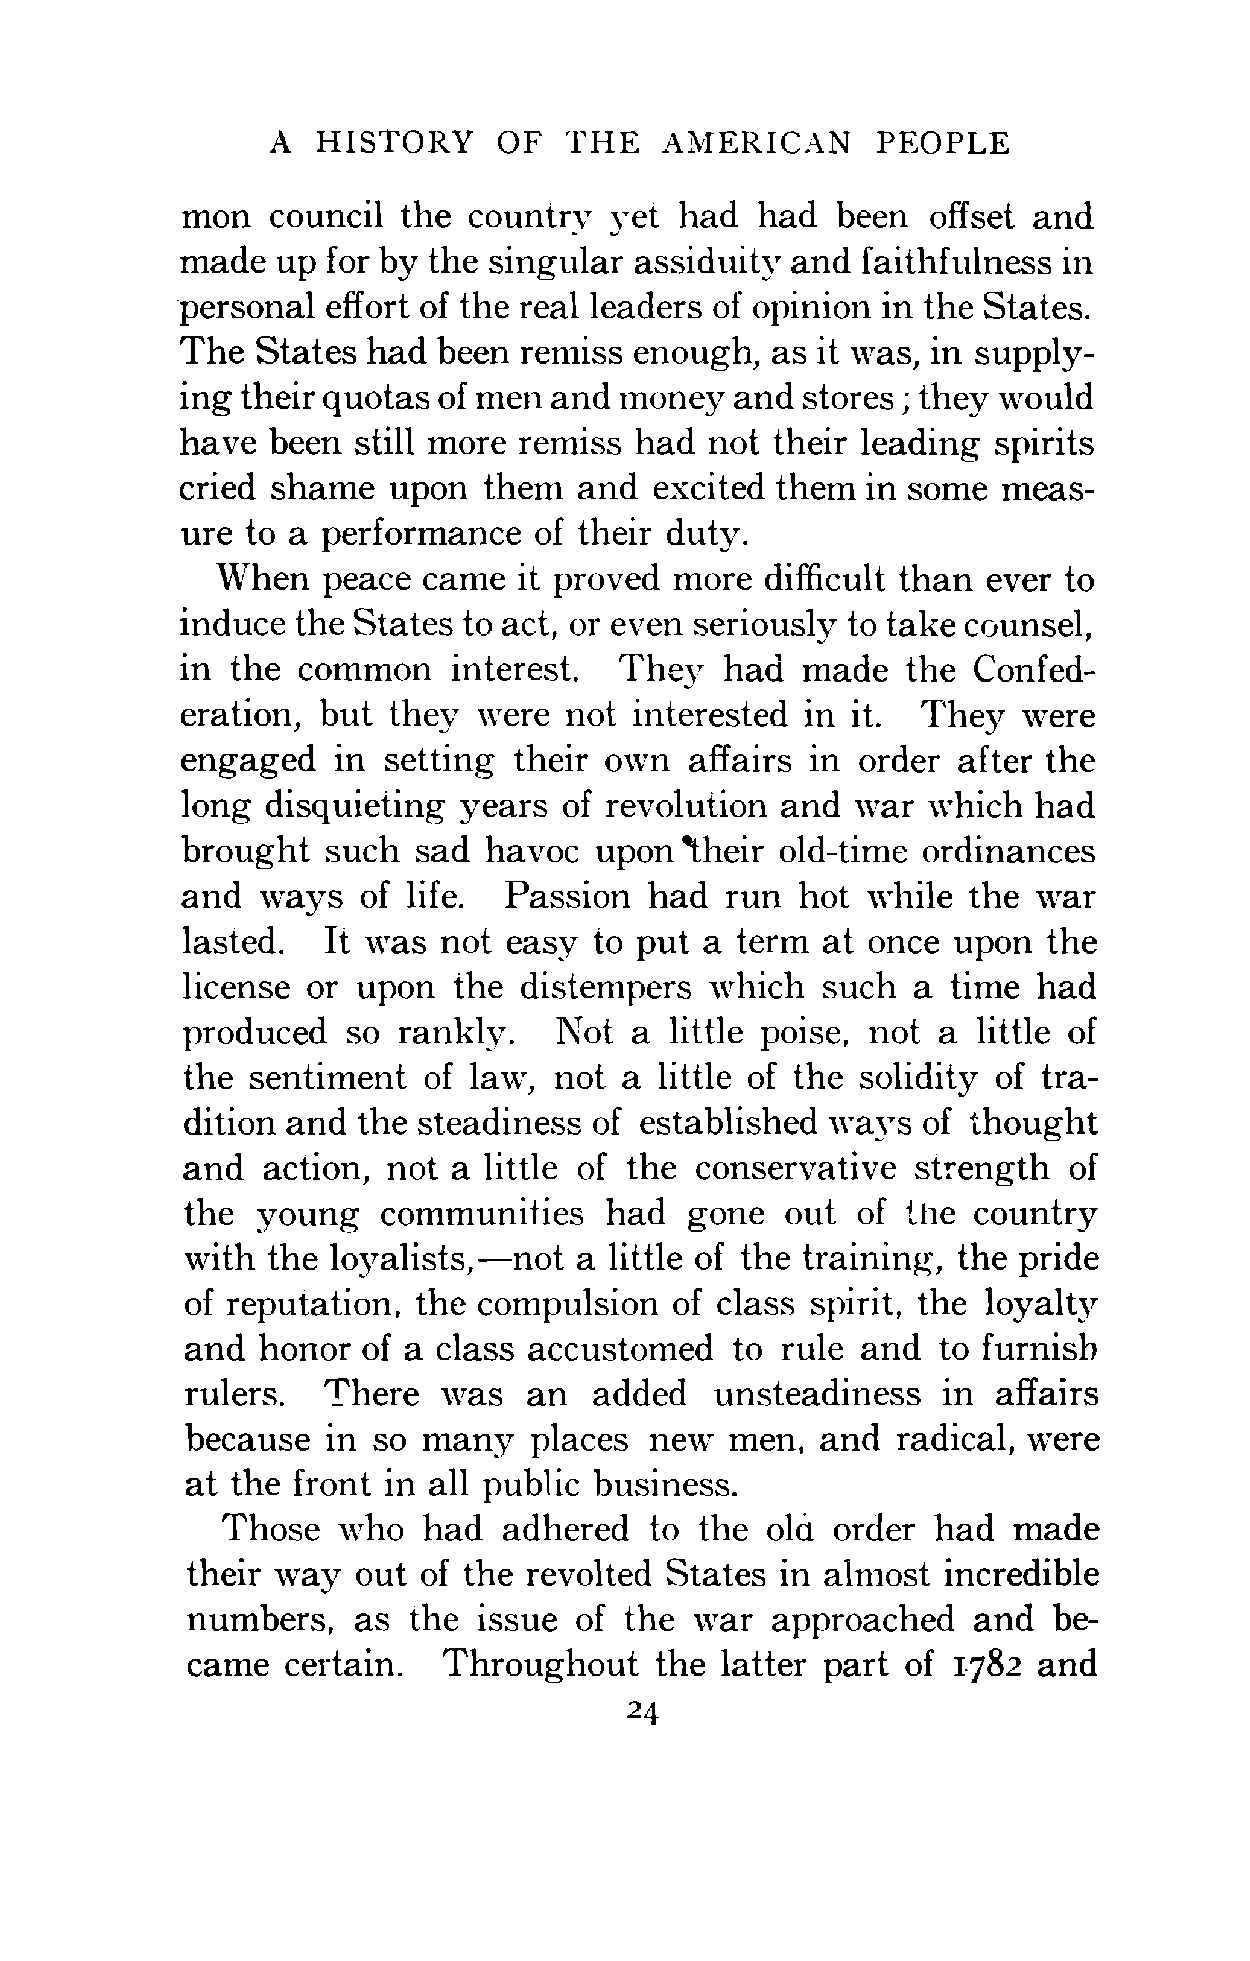 A HISTORY OF THE AMERICAN PEOPLE
mon council the country yet had had been offset and
made up for by the singular assiduity and faithfulness in
personal effort of the real leaders of opinion in the States.
The States had been remiss enough, as it was, in supply-
ing their quotas of men and money and stores; they would
have been still more remiss had not their leading spirits
cried shame upon them and excited them in some meas-
ure to a performance of their duty.
When peace came it proved more difficult than ever to
induce the States to act, or even seriously to take counsel,
in the common interest. They had made the Confed-
eration, but they were not interested in it. They were
engaged in setting their own affairs in order after the
long disquieting years of revolution and war which had
brought such sad havoc upon their old-time ordinances
and ways of life. Passion had run hot while the war
lasted. It was not easy to put a term at once upon the
license or upon the distempers which such a time had
produced so rankly. Not a little poise, not a little of
the sentiment of law, not a little of the solidity of tra-
dition and the steadiness of established ways of thought
and action, not a little of the conservative strength of
the young communities had gone out of the country
with the loyalists,—not a little of the training, the pride
of reputation, the compulsion of class spirit, the loyalty
and honor of a class accustomed to rule and to furnish
rulers. There was an added unsteadiness in affairs
because in so many places new men, and radical, were
at the front in all public business.
Those who had adhered to the old order had made
their way out of the revolted States in almost incredible
numbers, as the issue of the war approached and be-
came certain. Throughout the latter part of 1782 and
24